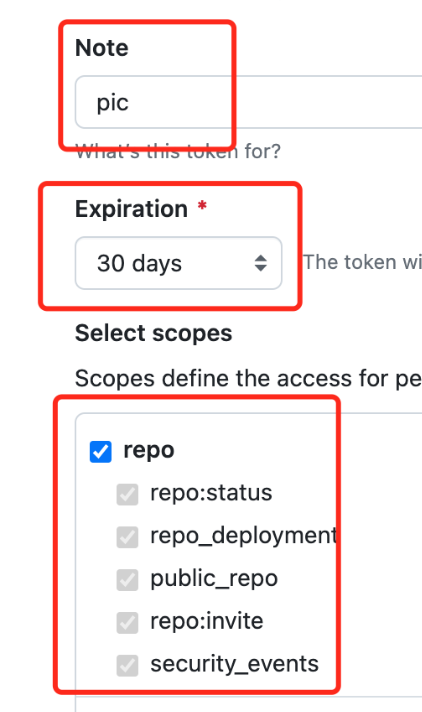 Note
pic
What's this token for?
Expiration *
30 days
The token wi
Select scopes
Scopes define the access for pe
repo
repo:status
repo_deployment
public_repo
repo:invite
security_events